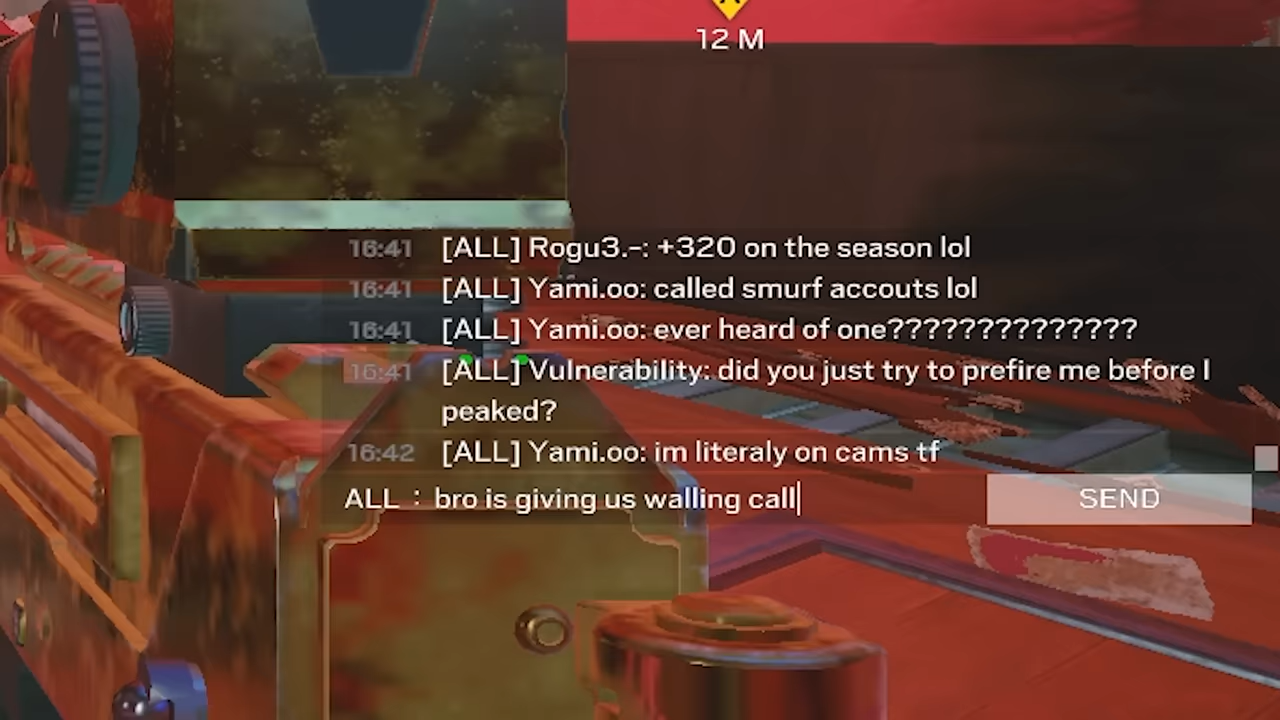 12 M
16:41 [ALL] Rogu3.-: +320 on the season lol
16:41 [ALL] Yami.oo: called smurf accouts lol
16:41 [ALL] Yami.oo: ever heard of one??????????????
16:41 [ALL] Vulnerability: did you just try to prefire me before I
peaked?
16:42 [ALL] Yami.oo: im literaly on cams tf
ALL : bro is giving us walling call SEND